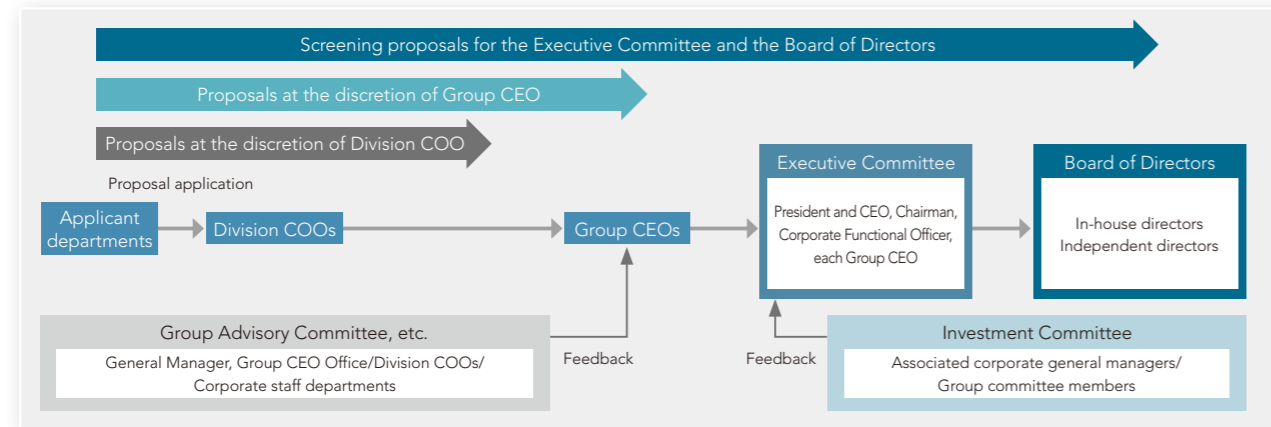 Screening proposals for the Executive Committee and the Board of Directors
Proposals at the discretion of Group CEO
Proposals at the discretion of Division COO
Proposal application
Applicant
departments
Division COOs
Group CEOs
Executive Committee
President and CEO, Chairman,
Corporate Functional Officer,
each Group CEO
Board of Directors
In-house directors
Independent directors
Group Advisory Committee, etc.
General Manager, Group CEO Office/Division COOs/
Corporate staff departments
Feedback
Feedback
Investment Committee
Associated corporate general managers/
Group committee members